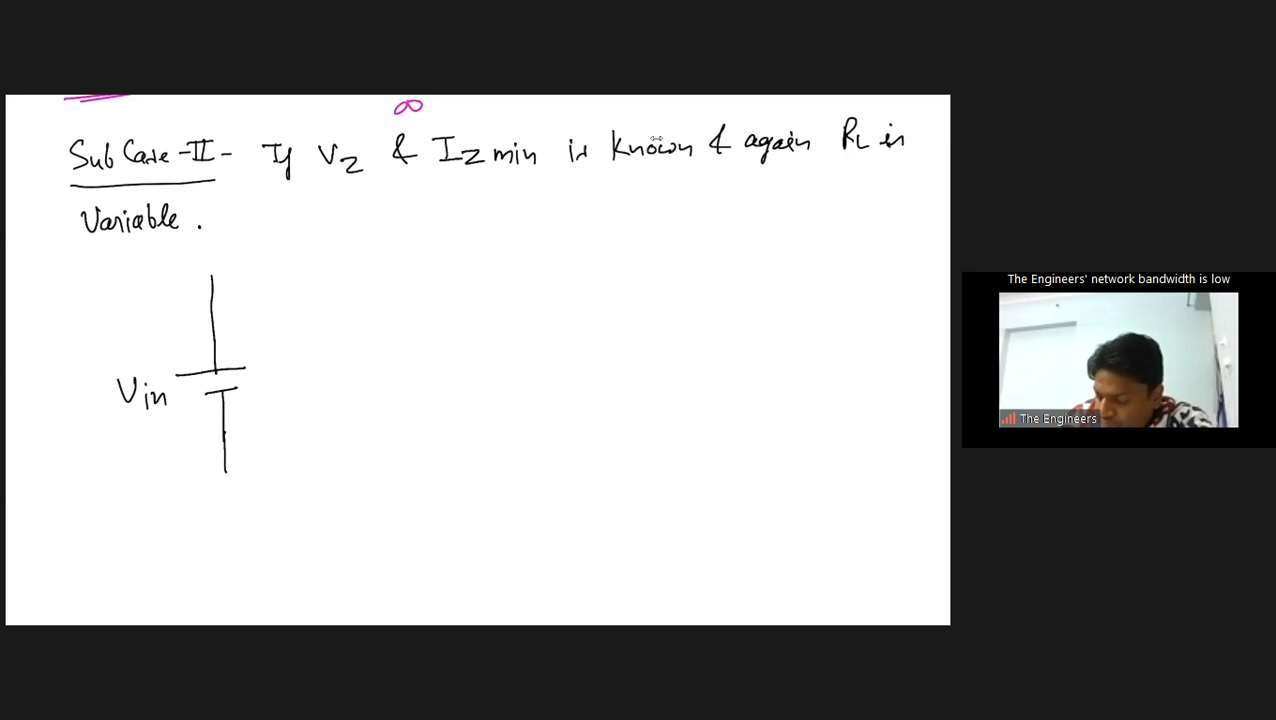 ∞
Sub Case-II- If Vz & Iz min is known & again RL is
Variable.
Vin
The Engineers' network bandwidth is low
The Engineers